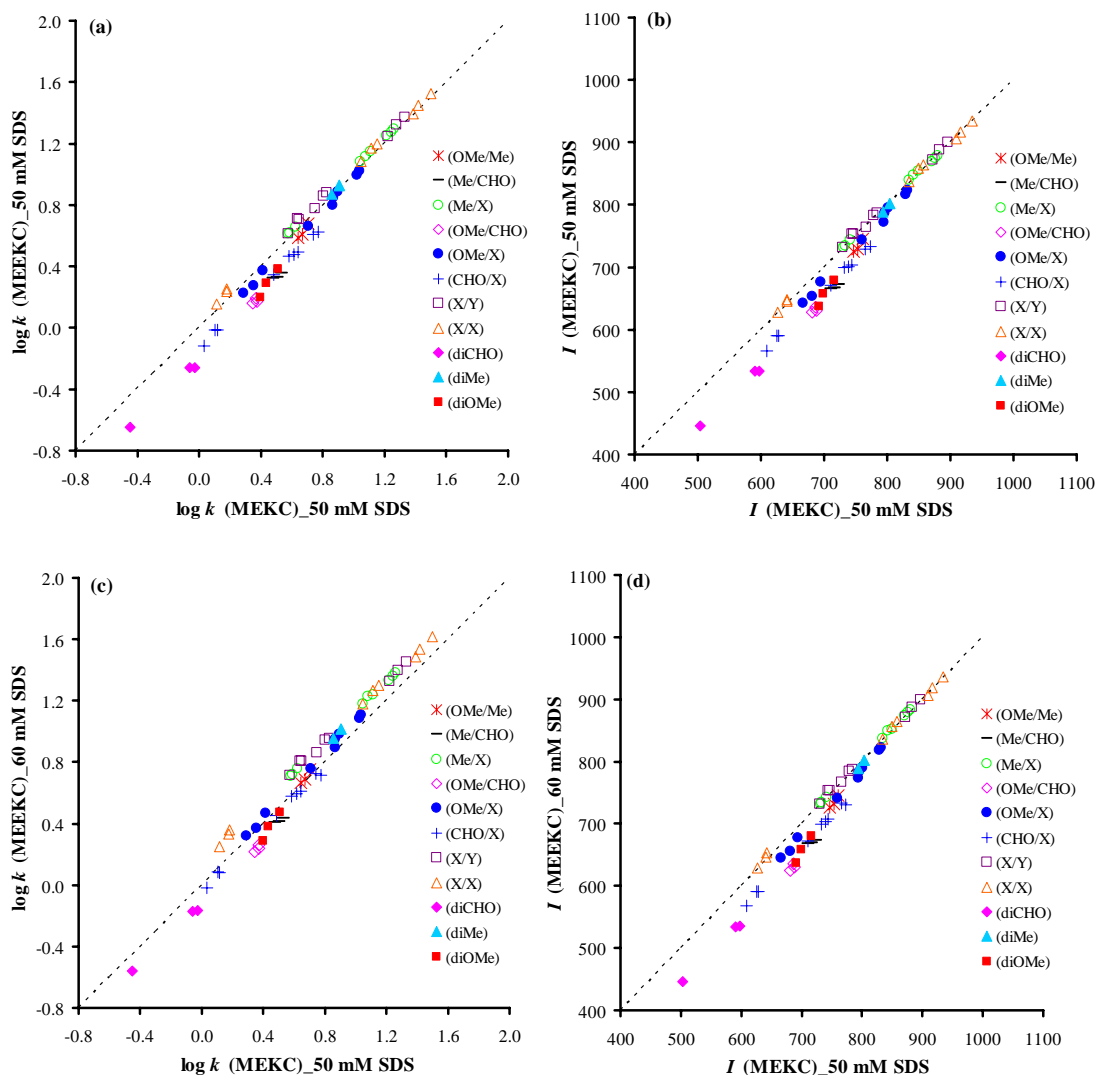 (a)
2.0
1.6
1.2
0.8
0.4
0.0
-0.4
-0.8
-0.8
-0.4
0.0
0.4
0.8
1.2
1.6
2.0
log k (MEEKC)_50 mM SDS
log k (MEKC)_50 mM SDS
(OMe/Me)
(Me/CHO)
(Me/X)
(OMe/CHO)
(OMe/X)
(CHO/X)
(X/Y)
(X/X)
(diCHO)
(diMe)
(diOMe)
(b)
1100
1000
900
800
700
600
500
400
400
500
600
700
800
900
1000
1100
I (MEEKC)_50 mM SDS
I (MEKC)_50 mM SDS
(OMe/Me)
(Me/CHO)
(Me/X)
(OMe/CHO)
(OMe/X)
(CHO/X)
(X/Y)
(X/X)
(diCHO)
(diMe)
(diOMe)
(c)
2.0
1.6
1.2
0.8
0.4
0.0
-0.4
-0.8
-0.8
-0.4
0.0
0.4
0.8
1.2
1.6
2.0
log k (MEEKC)_60 mM SDS
log k (MEKC)_50 mM SDS
(OMe/Me)
(Me/CHO)
(Me/X)
(OMe/CHO)
(OMe/X)
(CHO/X)
(X/Y)
(X/X)
(diCHO)
(diMe)
(diOMe)
(d)
1100
1000
900
800
700
600
500
400
400
500
600
700
800
900
1000
1100
I (MEEKC)_60 mM SDS
I (MEKC)_50 mM SDS
(OMe/Me)
(Me/CHO)
(Me/X)
(OMe/CHO)
(OMe/X)
(CHO/X)
(X/Y)
(X/X)
(diCHO)
(diMe)
(diOMe)